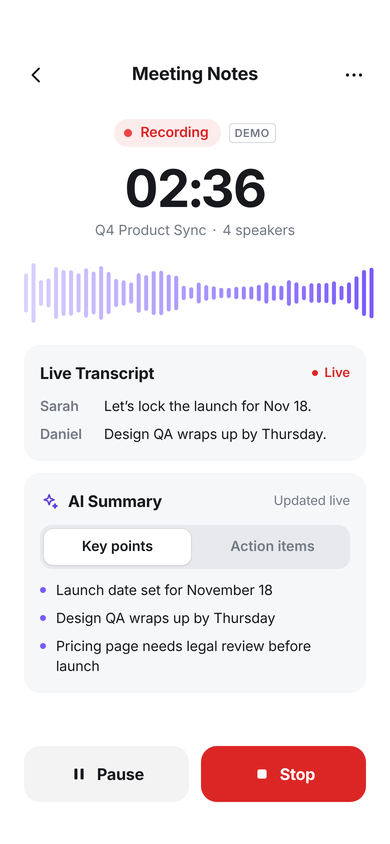 Meeting Notes
Recording
DEMO
02:36
Q4 Product Sync · 4 speakers
Live Transcript
Live
Sarah Let’s lock the launch for Nov 18.
Daniel Design QA wraps up by Thursday.
AI Summary
Updated live
Key points
Action items
Launch date set for November 18
Design QA wraps up by Thursday
Pricing page needs legal review before
launch
Pause
Stop